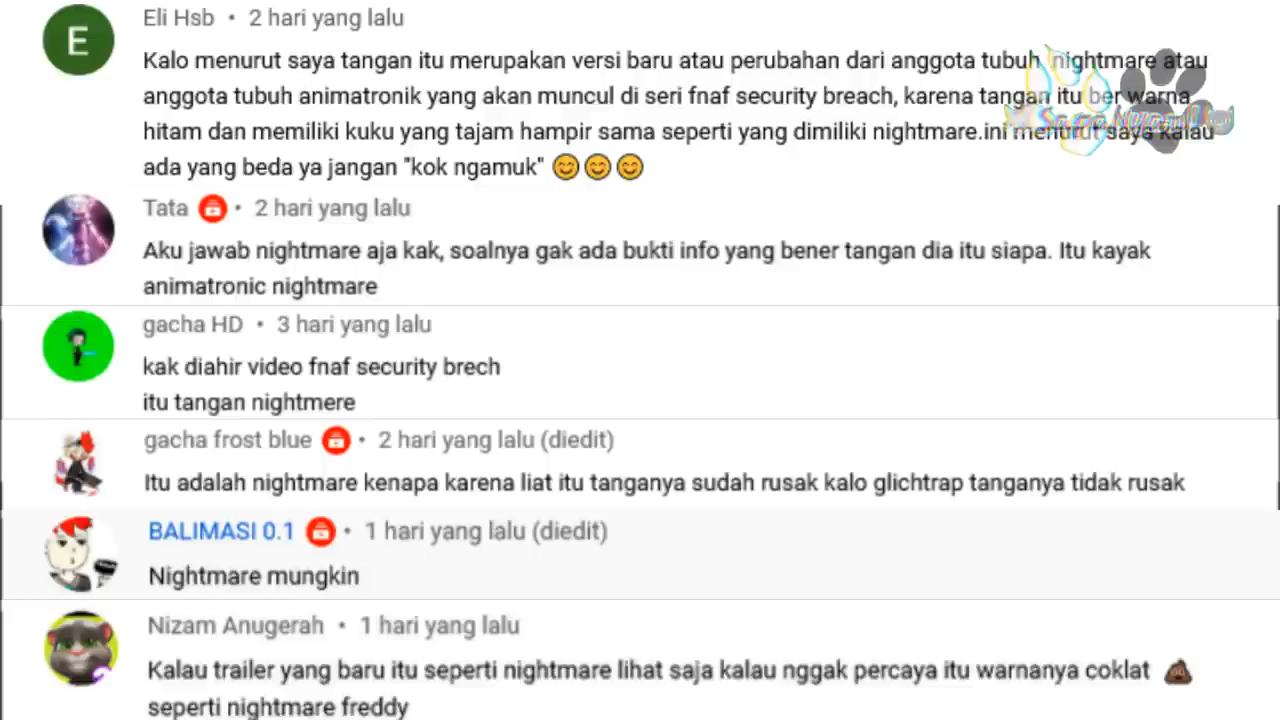 E
Eli Hsb • 2 hari yang lalu
Kalo menurut saya tangan itu merupakan versi baru atau perubahan dari anggota tubuh nightmare atau
anggota tubuh animatronik yang akan muncul di seri fnaf security breach, karena tangan itu ber warna
hitam dan memiliki kuku yang tajam hampir sama seperti yang dimiliki nightmare.ini menurut saya kalau
ada yang beda ya jangan "kok ngamuk" 😊😊😊
Tata • 2 hari yang lalu
Aku jawab nightmare aja kak, soalnya gak ada bukti info yang bener tangan dia itu siapa. Itu kayak
animatronic nightmare
gacha HD • 3 hari yang lalu
kak diahir video fnaf security brech
itu tangan nightmere
gacha frost blue • 2 hari yang lalu (diedit)
Itu adalah nightmare kenapa karena liat itu tanganya sudah rusak kalo glichtrap tanganya tidak rusak
BALIMASI 0.1 • 1 hari yang lalu (diedit)
Nightmare mungkin
Nizam Anugerah • 1 hari yang lalu
Kalau trailer yang baru itu seperti nightmare lihat saja kalau nggak percaya itu warnanya coklat 💩
seperti nightmare freddy